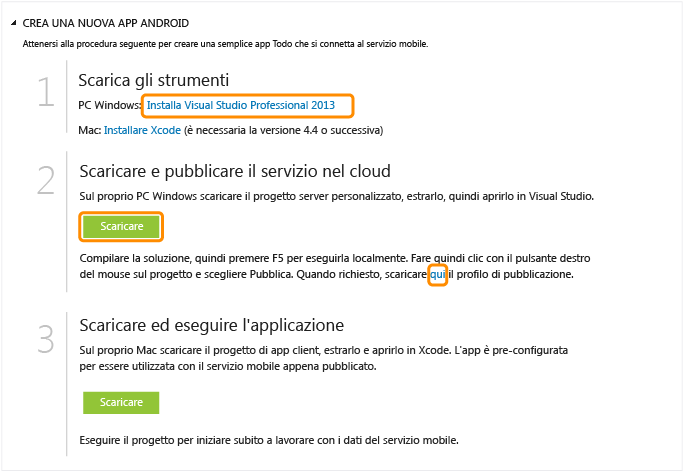 CREA UNA NUOVA APP ANDROID
Attenersi alla procedura seguente per creare una semplice app Todo che si connetta al servizio mobile.
1
Scarica gli strumenti
PC Windows: Installa Visual Studio Professional 2013
Mac: Installare Xcode (è necessaria la versione 4.4 o successiva)
2
Scaricare e pubblicare il servizio nel cloud
Sul proprio PC Windows scaricare il progetto server personalizzato, estrarlo, quindi aprirlo in Visual Studio.
Scaricare
Compilare la soluzione, quindi premere F5 per eseguirla localmente. Fare quindi clic con il pulsante destro
del mouse sul progetto e scegliere Pubblica. Quando richiesto, scaricare qui il profilo di pubblicazione.
3
Scaricare ed eseguire l'applicazione
Sul proprio Mac scaricare il progetto di app client, estrarlo e aprirlo in Xcode. L'app è pre-configurata
per essere utilizzata con il servizio mobile appena pubblicato.
Scaricare
Eseguire il progetto per iniziare subito a lavorare con i dati del servizio mobile.